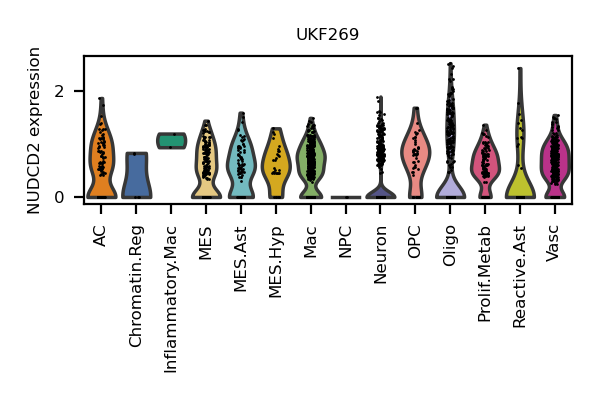 UKF269
NUDCD2 expression
2
0
AC
Chromatin.Reg
Inflammatory.Mac
MES
MES.Ast
MES.Hyp
Mac
NPC
Neuron
OPC
Oligo
Prolif.Metab
Reactive.Ast
Vasc